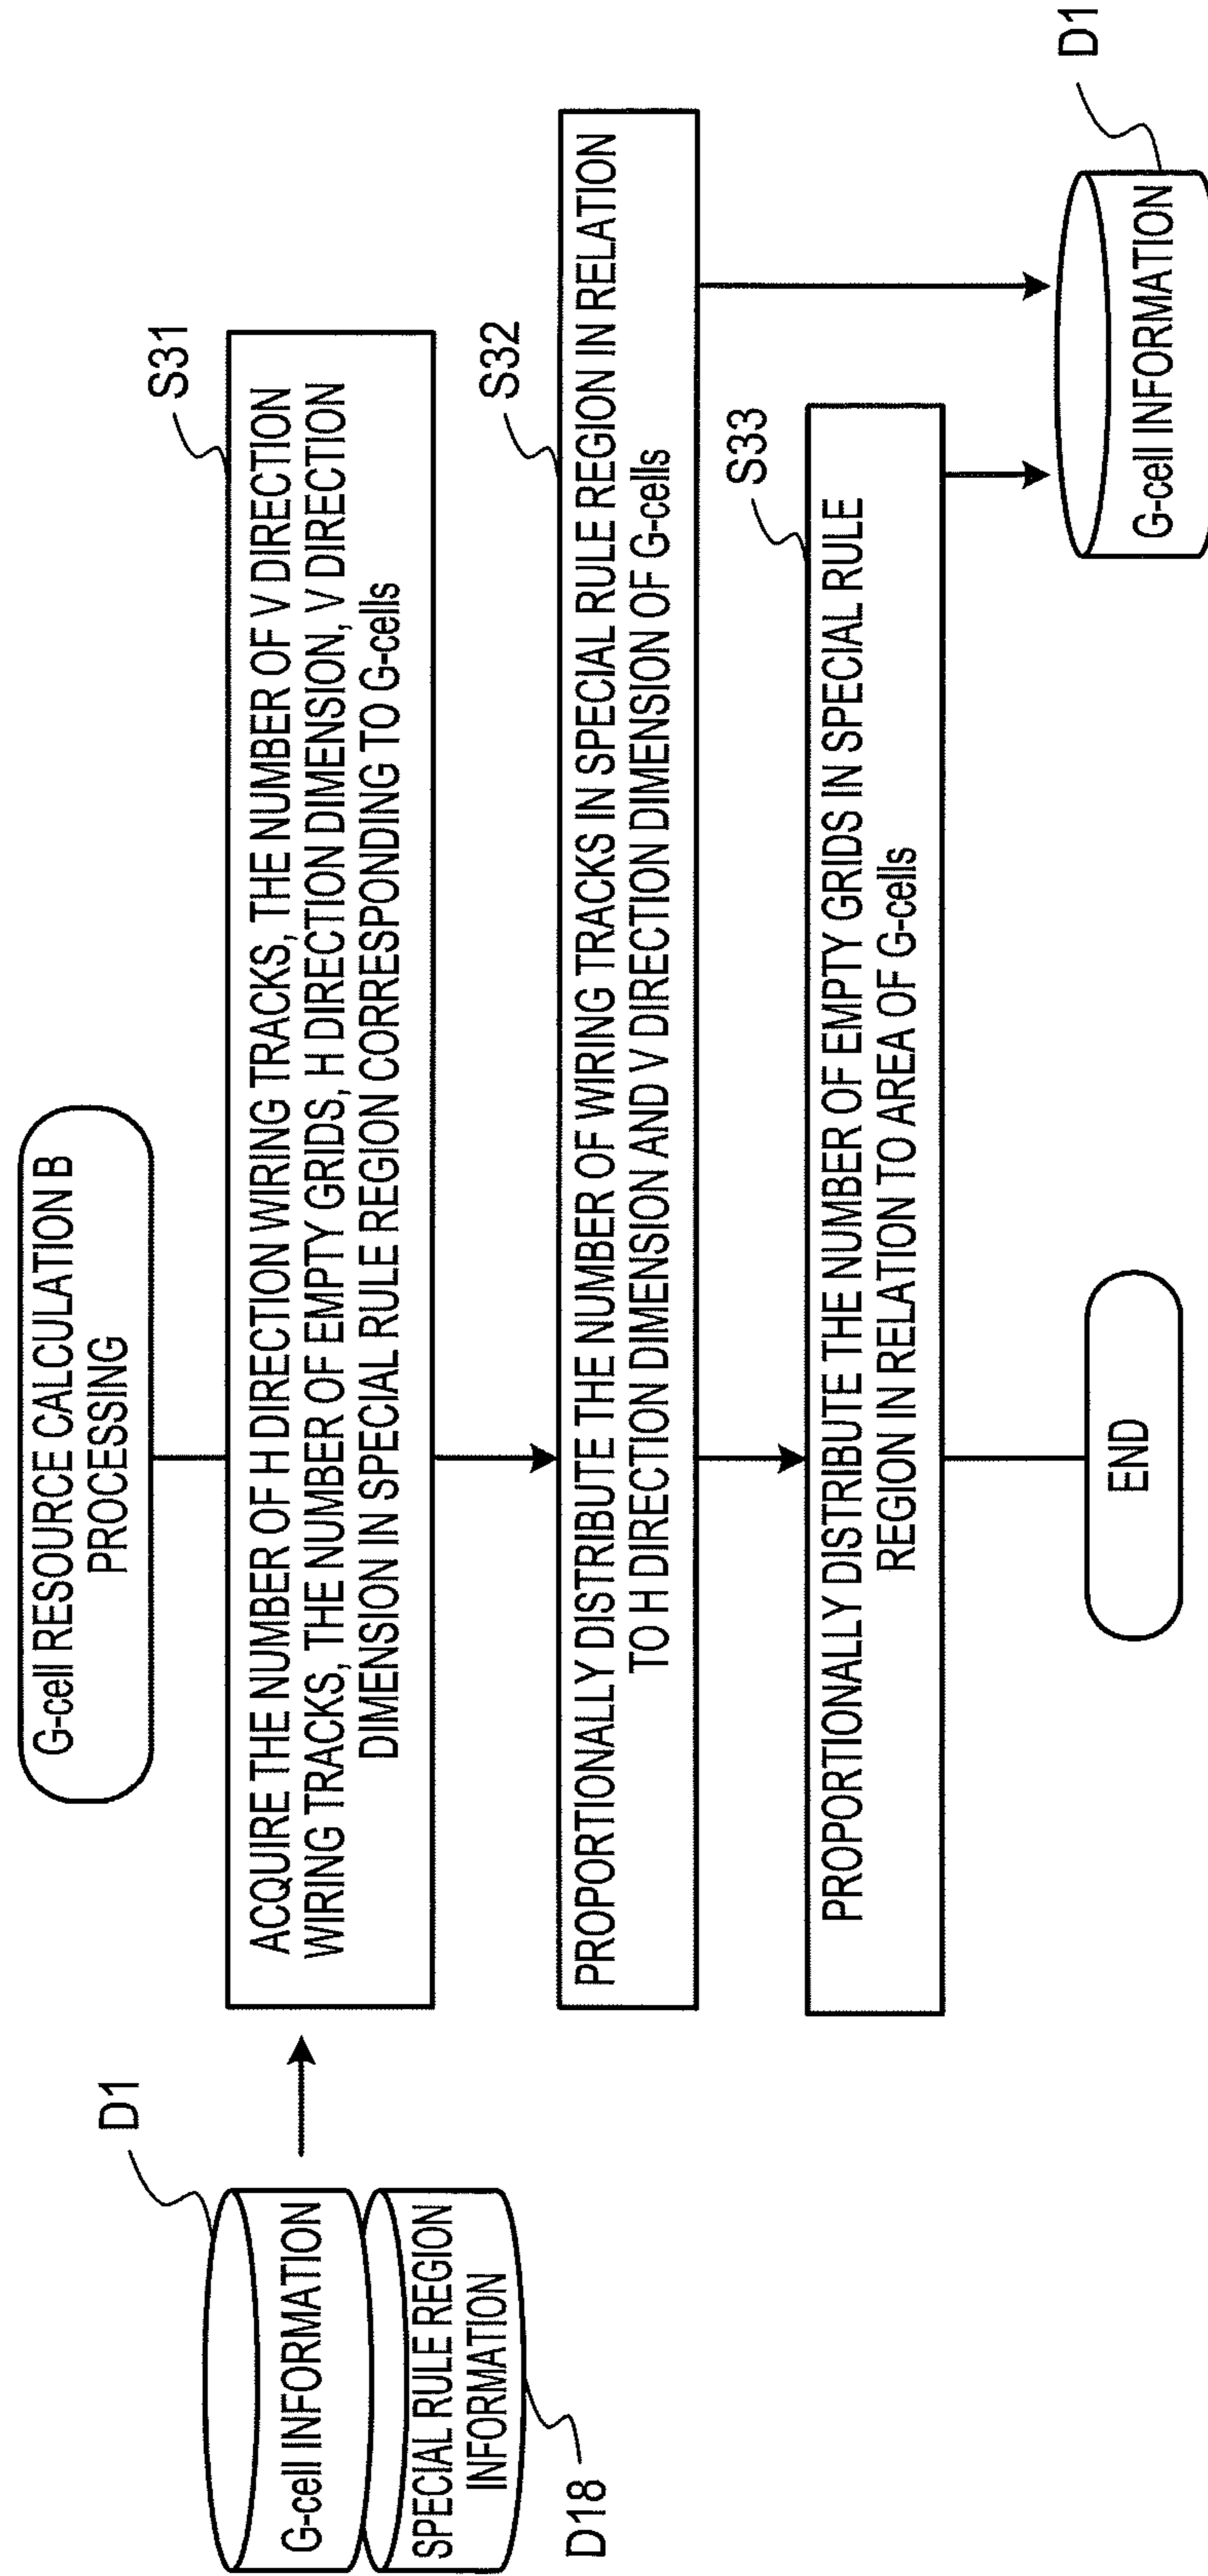 G-cell RESOURCE CALCULATION B
PROCESSING
D1
G-cell INFORMATION
SPECIAL RULE REGION
INFORMATION
D18
S31
ACQUIRE THE NUMBER OF H DIRECTION WIRING TRACKS, THE NUMBER OF V DIRECTION
WIRING TRACKS, THE NUMBER OF EMPTY GRIDS, H DIRECTION DIMENSION, V DIRECTION
DIMENSION IN SPECIAL RULE REGION CORRESPONDING TO G-cells
S32
PROPORTIONALLY DISTRIBUTE THE NUMBER OF WIRING TRACKS IN SPECIAL RULE REGION IN RELATION
TO H DIRECTION DIMENSION AND V DIRECTION DIMENSION OF G-cells
S33
PROPORTIONALLY DISTRIBUTE THE NUMBER OF EMPTY GRIDS IN SPECIAL RULE
REGION IN RELATION TO AREA OF G-cells
D1
G-cell INFORMATION
END